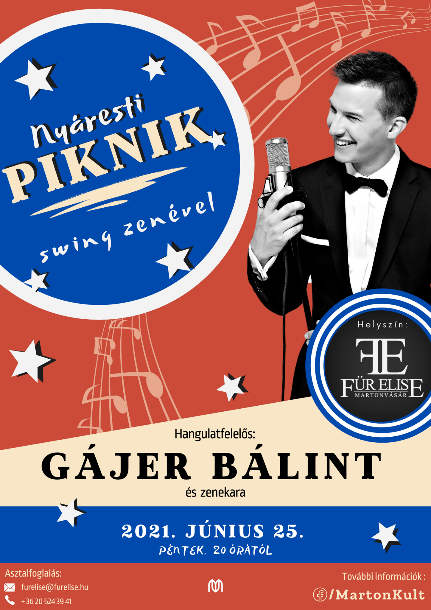 Nyáresti
PIKNIK
swing zenével
Helyszín:
FE
FÜR ELISE
MARTONVÁSÁR
Hangulatfelelős:
GÁJER BÁLINT
és zenekara
2021. JÚNIUS 25.
PÉNTEK, 20 ÓRÁTÓL
Asztalfoglalás:
furelise@furelise.hu
+36 20 524 39 41
További információk :
/MartonKult